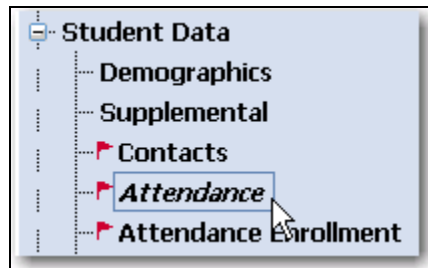 Student Data
Demographics
Supplemental
Contacts
Attendance
Attendance Enrollment